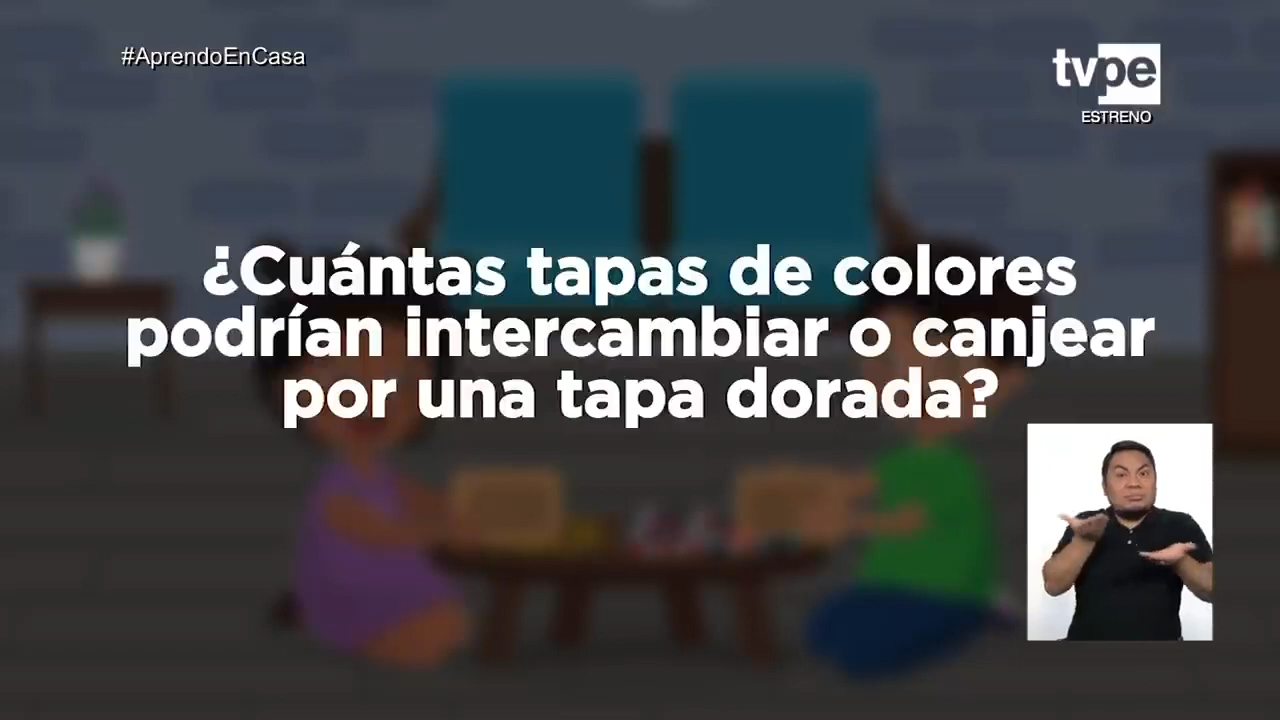 #AprendoEnCasa
tvpe
ESTRENO
¿Cuántas tapas de colores
podrían intercambiar o canjear
por una tapa dorada?